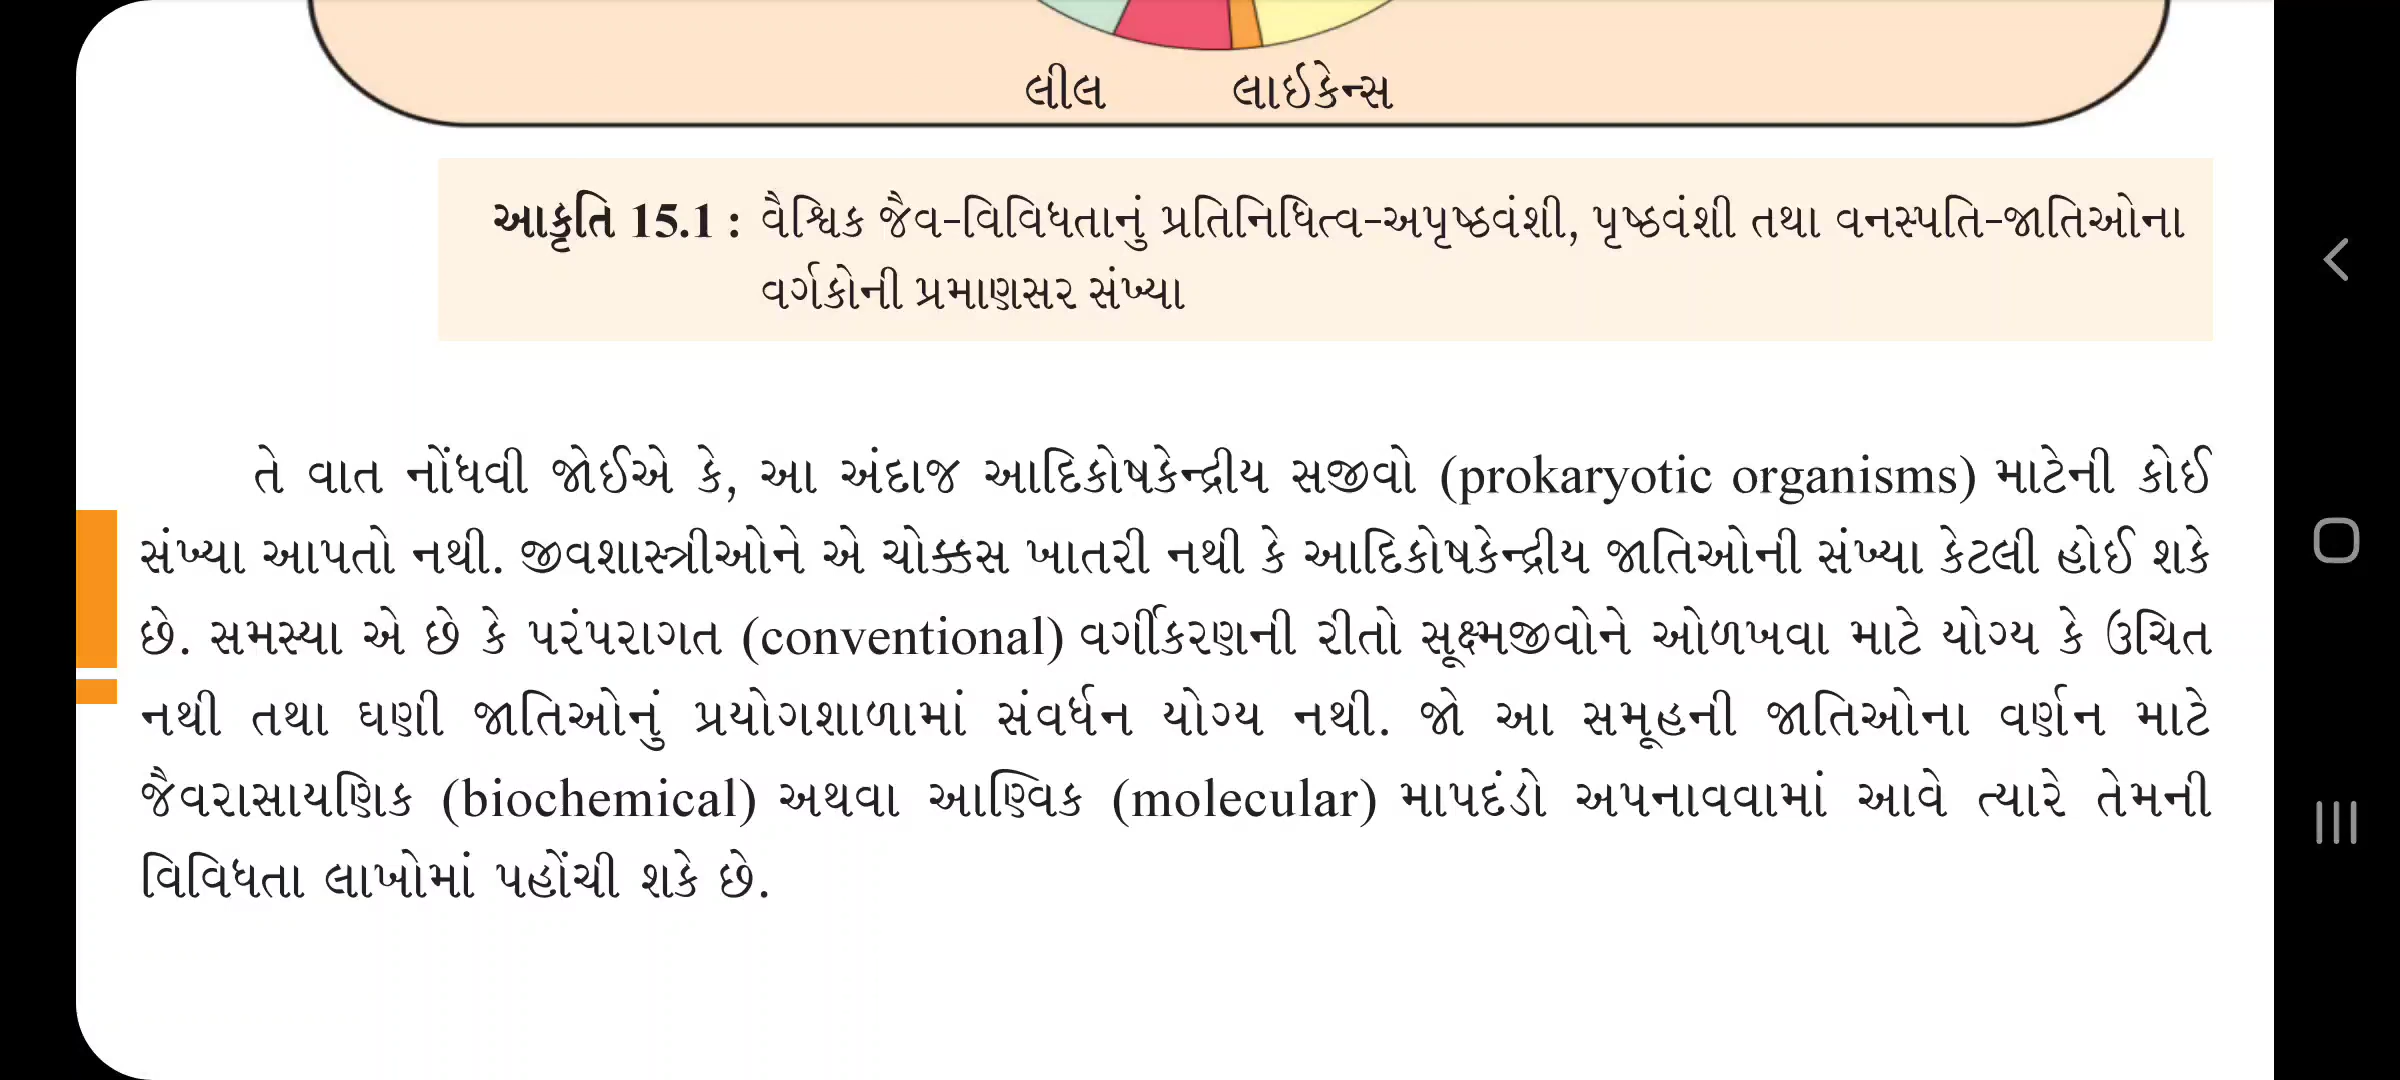 લીલ લાઈકેન્સ
આકૃતિ 15.1 : વૈશ્વિક જૈવ-વિવિધતાનું પ્રતિનિધિત્વ-અપૃષ્ઠવંશી, પૃષ્ઠવંશી તથા વનસ્પતિ-જાતિઓના
વર્ગકોની પ્રમાણસર સંખ્યા
તે વાત નોંધવી જોઈએ કે, આ અંદાજ આદિકોષકેન્દ્રીય સજીવો (prokaryotic organisms) માટેની કોઈ
સંખ્યા આપતો નથી. જીવશાસ્ત્રીઓને એ ચોક્કસ ખાતરી નથી કે આદિકોષકેન્દ્રીય જાતિઓની સંખ્યા કેટલી હોઈ શકે
છે. સમસ્યા એ છે કે પરંપરાગત (conventional) વર્ગીકરણની રીતો સૂક્ષ્મજીવોને ઓળખવા માટે યોગ્ય કે ઉચિત
નથી તથા ઘણી જાતિઓનું પ્રયોગશાળામાં સંવર્ધન યોગ્ય નથી. જો આ સમૂહની જાતિઓના વર્ણન માટે
જૈવરાસાયણિક (biochemical) અથવા આણ્વિક (molecular) માપદંડો અપનાવવામાં આવે ત્યારે તેમની
વિવિધતા લાખોમાં પહોંચી શકે છે.